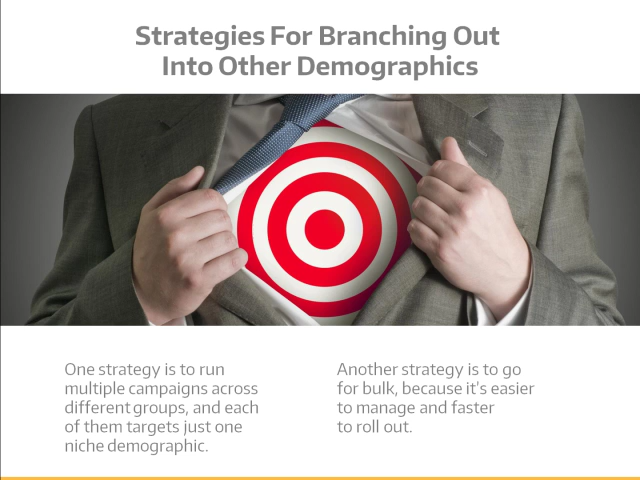 Strategies For Branching Out
Into Other Demographics
One strategy is to run
multiple campaigns across
different groups, and each
of them targets just one
niche demographic.
Another strategy is to go
for bulk, because it's easier
to manage and faster
to roll out.